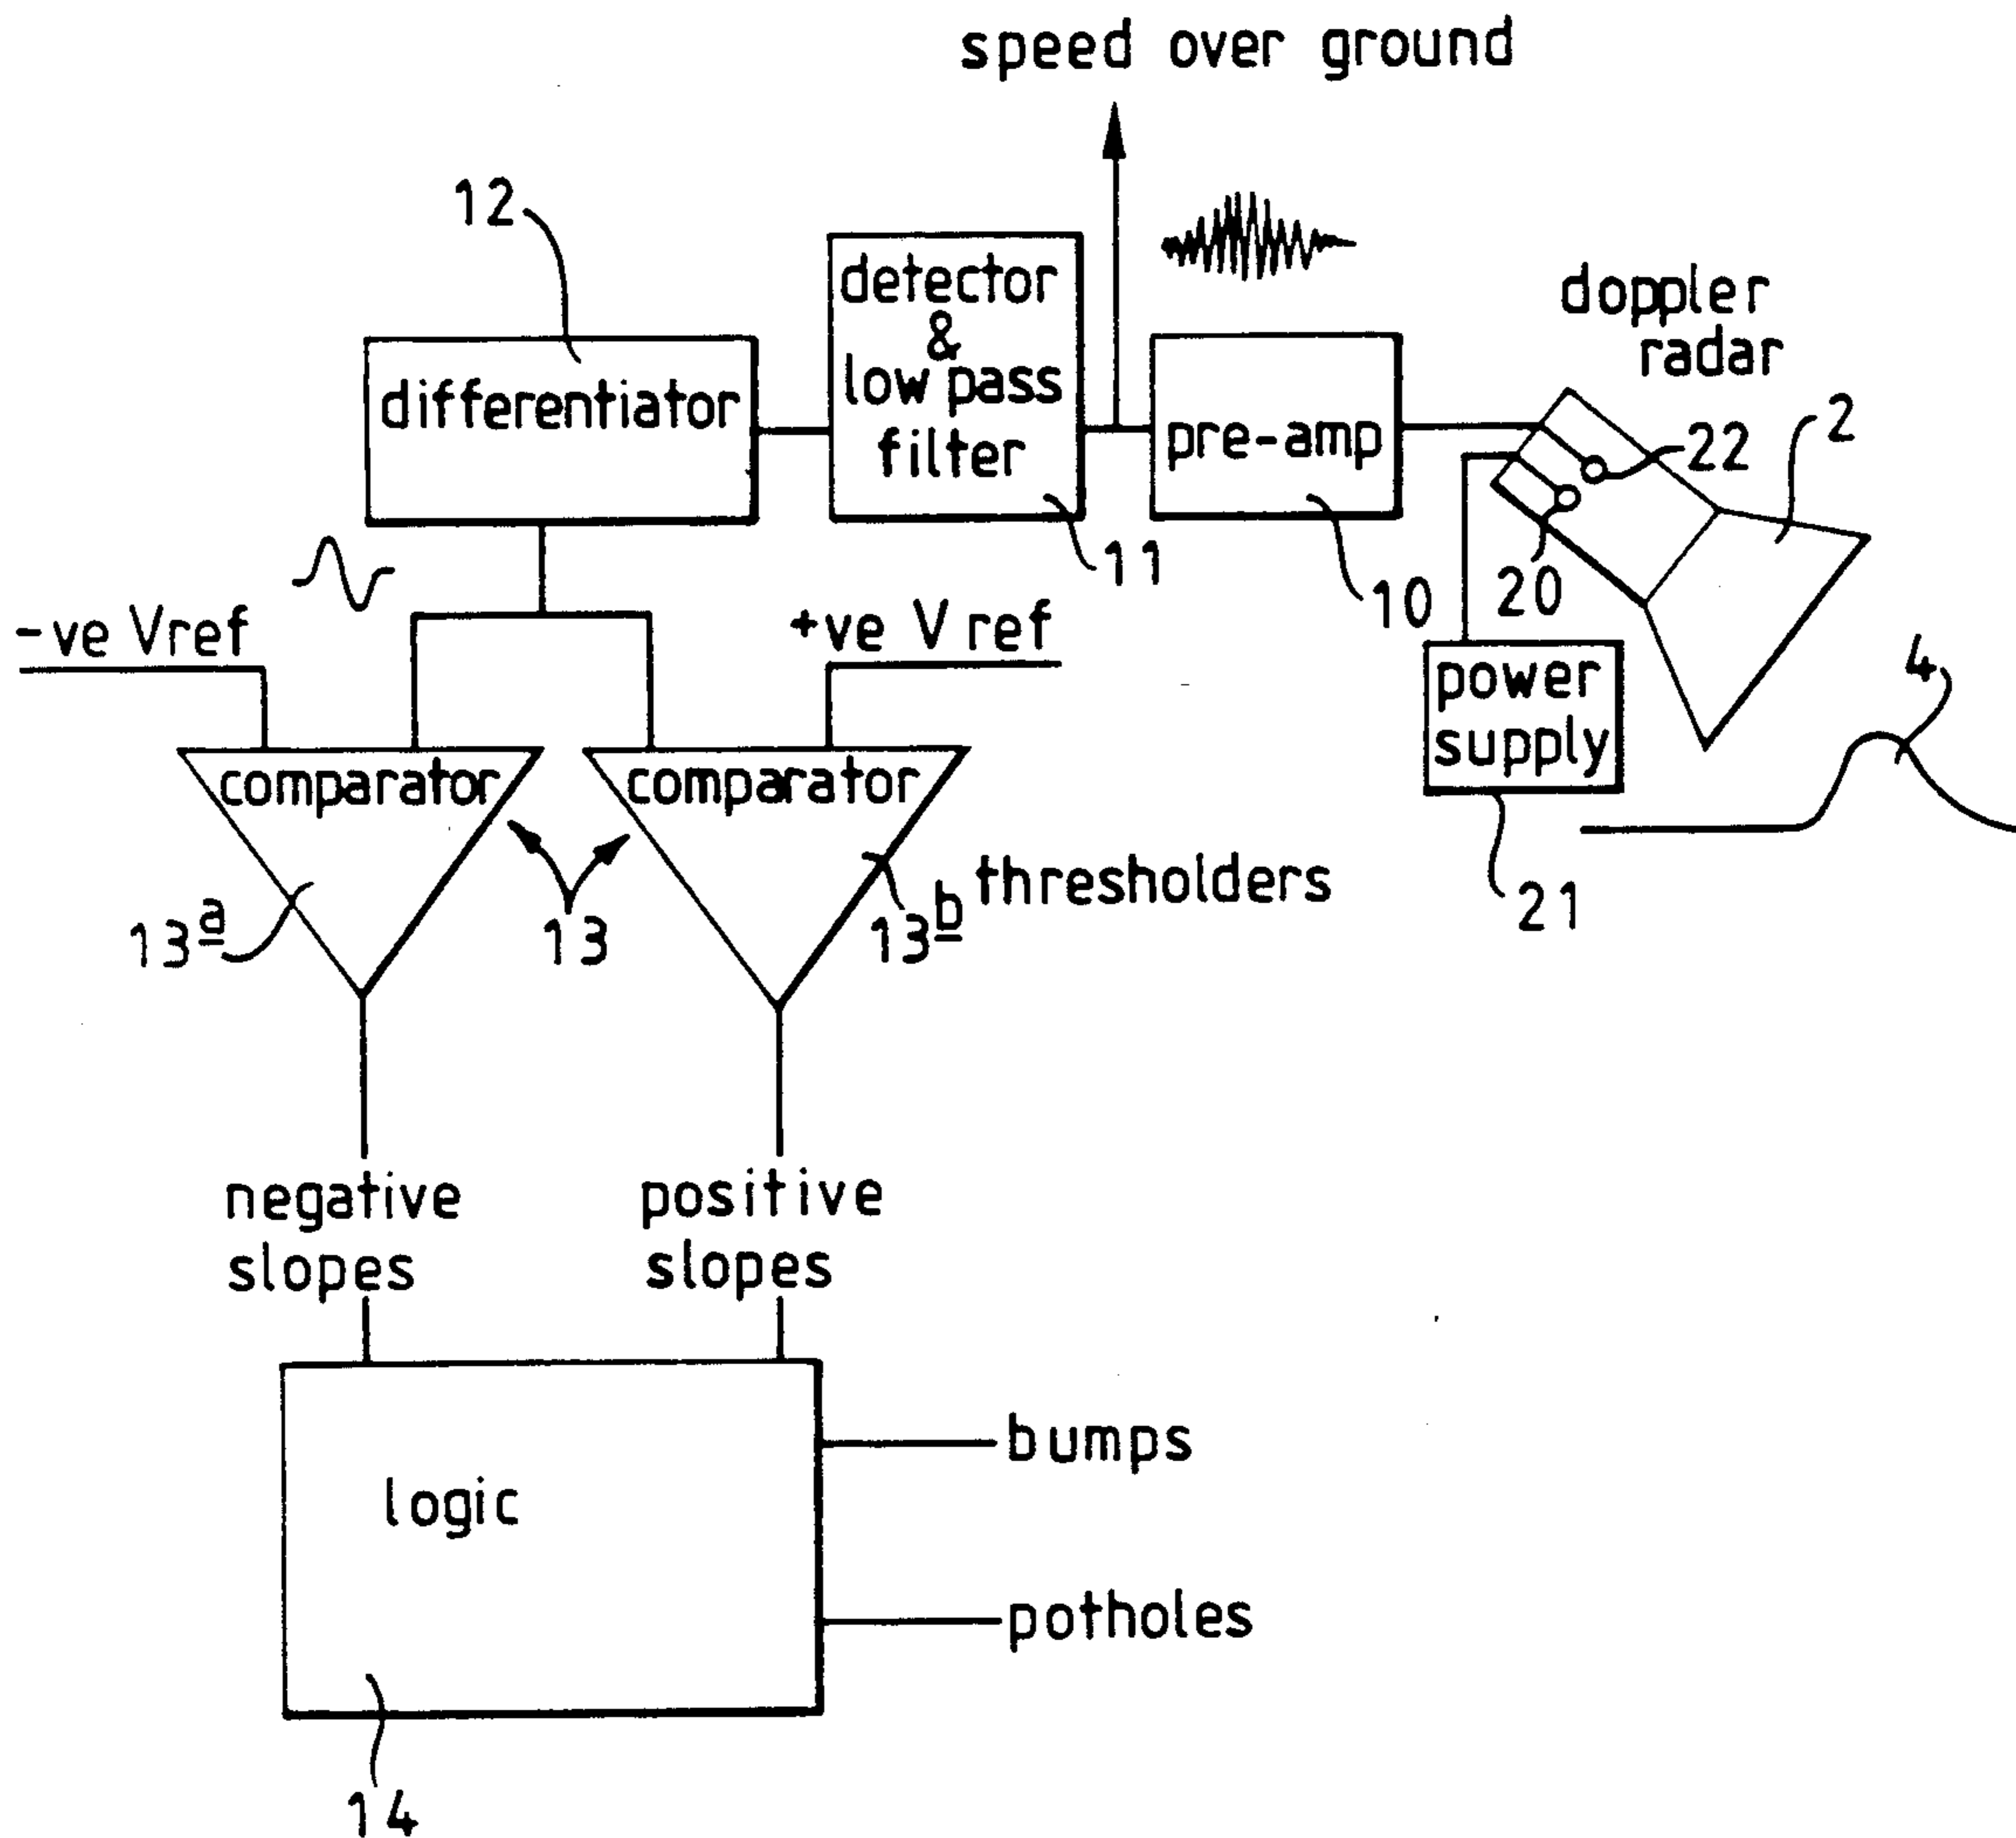 speed over ground
12
detector
&
low pass
filter
doppler
radar
differentiator
pre-amp
2
22
11
10
20
-ve Vref
+ve V ref
power
supply
4
comparator
comparator
13a
13
13b
thresholders
21
negative
slopes
positive
slopes
logic
bumps
potholes
14